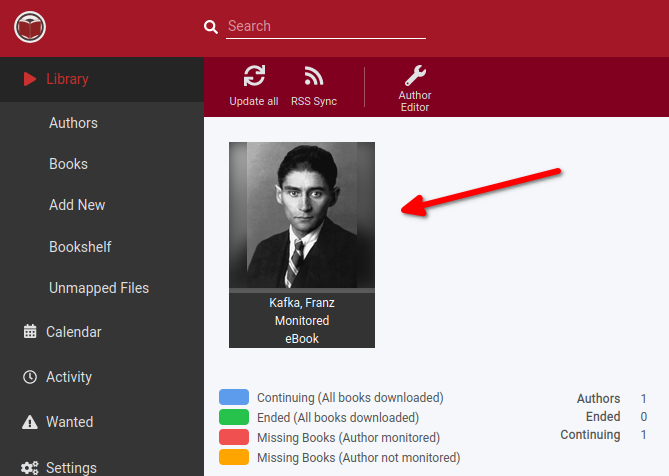 Search
Library
Authors
Books
Add New
Bookshelf
Unmapped Files
Calendar
Activity
Wanted
Settings
Update all
RSS Sync
Author
Editor
Kafka, Franz
Monitored
eBook
Continuing (All books downloaded)
Ended (All books downloaded)
Missing Books (Author monitored)
Missing Books (Author not monitored)
Authors 1
Ended 0
Continuing 1